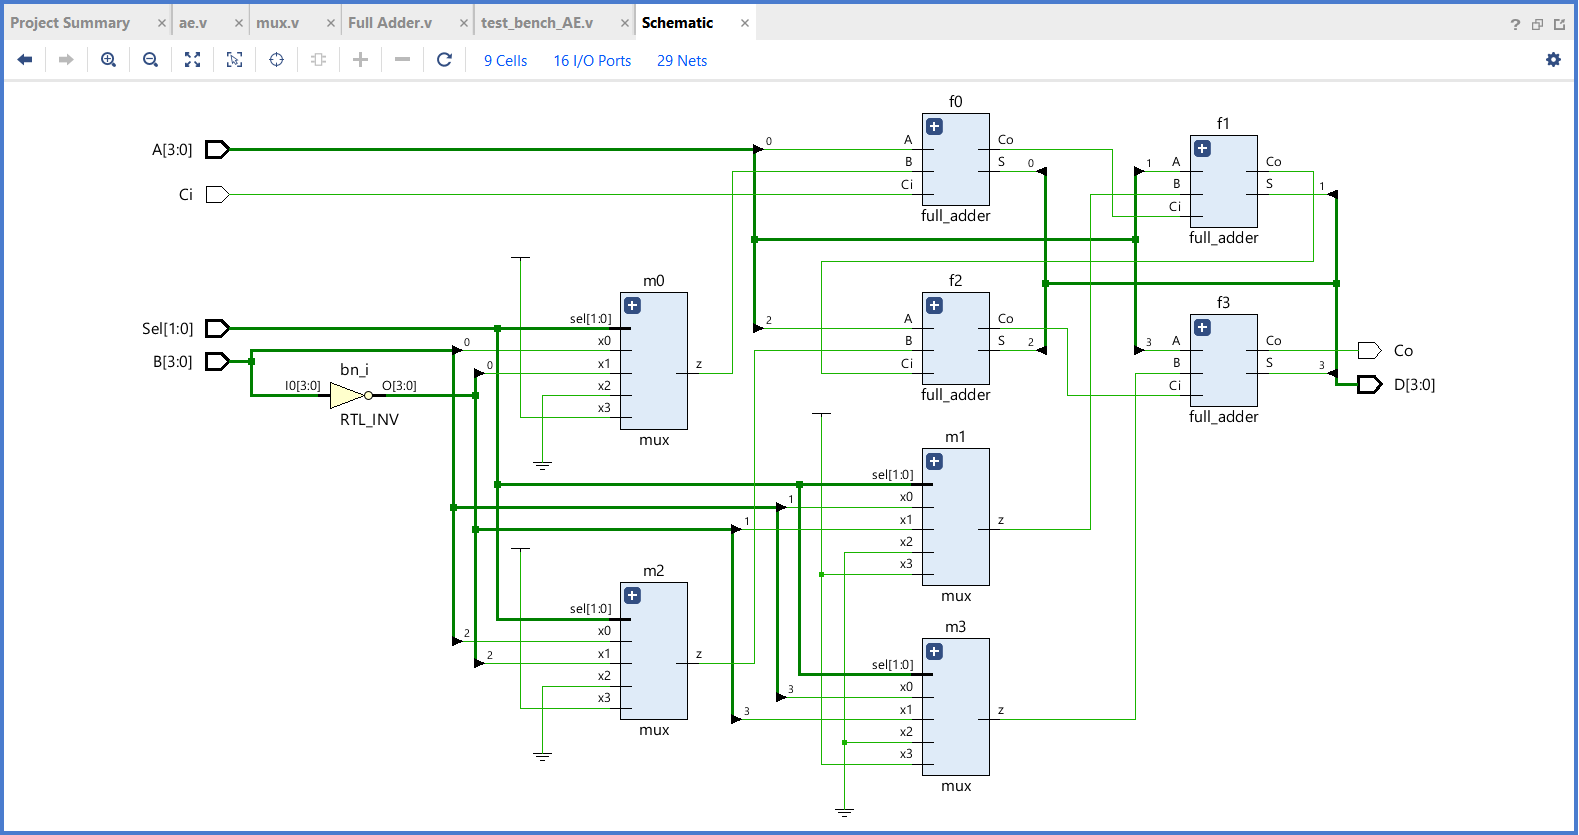 Project Summary × ae.v × mux.v × Full Adder.v × test_bench_AE.v × Schematic × ?
9 Cells 16 I/O Ports 29 Nets
f0
A Co
B S
Ci
full_adder
f1
A Co
B S
Ci
full_adder
A[3:0]
0
0
1
1
Ci
m0
sel[1:0]
x0
x1 z
x2
x3
mux
f2
A Co
B S
Ci
full_adder
2
2
f3
A Co
B S
Ci
full_adder
3
3
Sel[1:0]
B[3:0]
0
0
bn_i
I0[3:0] O[3:0]
RTL_INV
Co
D[3:0]
m1
sel[1:0]
x0
x1 z
x2
x3
mux
1
1
m2
sel[1:0]
x0
x1 z
x2
x3
mux
2
2
m3
sel[1:0]
x0
x1 z
x2
x3
mux
3
3